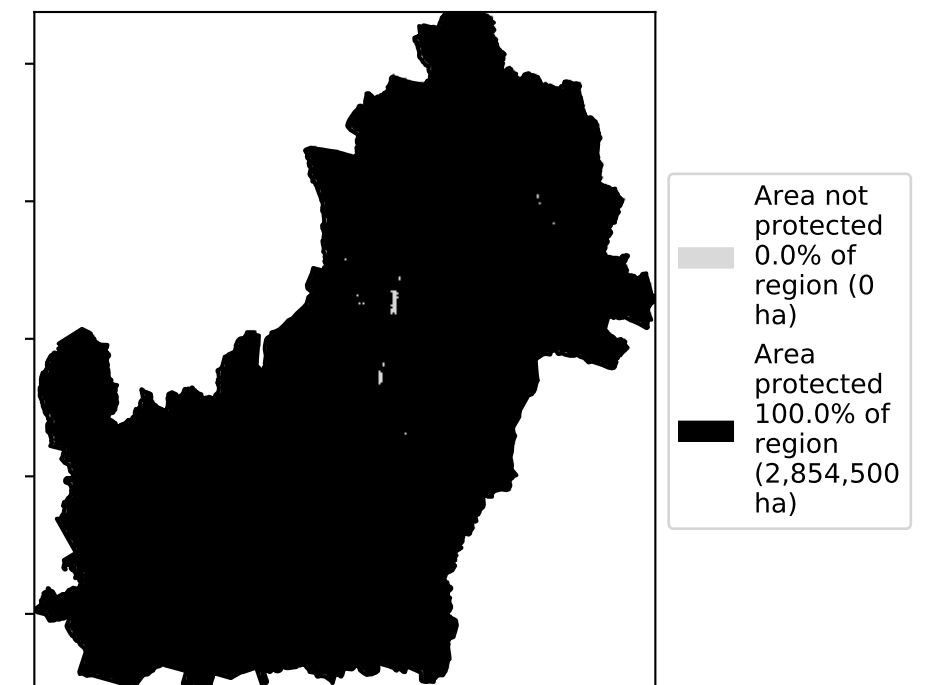 Area not
protected
0.0% of
region (0
ha)
Area
protected
100.0% of
region
(2,854,500
ha)